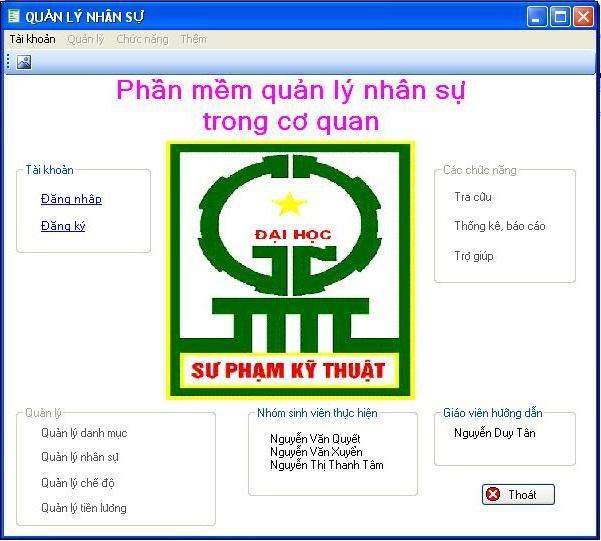 QUẢN LÝ NHÂN SỰ
Tài khoản Quản lý Chức năng Thêm
Phần mềm quản lý nhân sự
trong cơ quan
Tài khoản
Đăng nhập
Đăng ký
ĐẠI HỌC
SƯ PHẠM KỸ THUẬT
Các chức năng
Tra cứu
Thống kê, báo cáo
Trợ giúp
Quản lý
Quản lý danh mục
Quản lý nhân sự
Quản lý chế độ
Quản lý tiền lương
Nhóm sinh viên thực hiện
Nguyễn Văn Quyết
Nguyễn Văn Xuyển
Nguyễn Thị Thanh Tâm
Giáo viên hướng dẫn
Nguyễn Duy Tân
Thoát